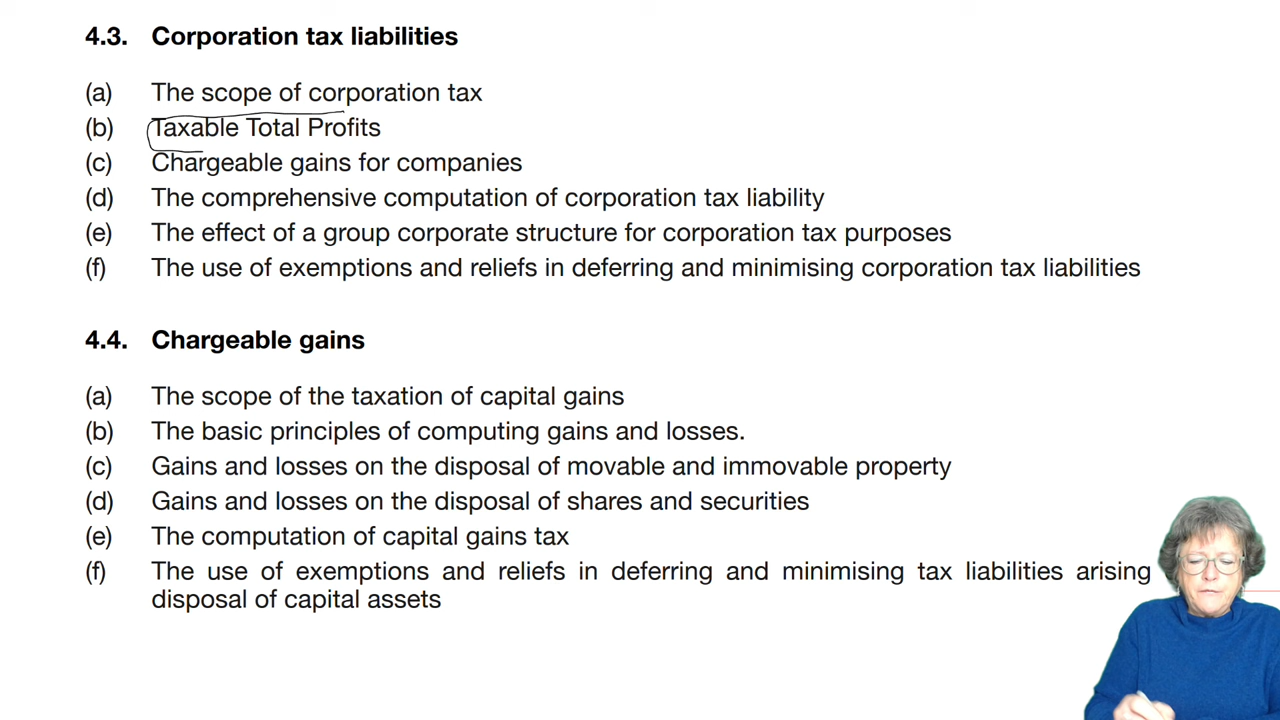 4.3. Corporation tax liabilities
(a) The scope of corporation tax
(b) Taxable Total Profits
(c) Chargeable gains for companies
(d) The comprehensive computation of corporation tax liability
(e) The effect of a group corporate structure for corporation tax purposes
(f) The use of exemptions and reliefs in deferring and minimising corporation tax liabilities
4.4. Chargeable gains
(a) The scope of the taxation of capital gains
(b) The basic principles of computing gains and losses.
(c) Gains and losses on the disposal of movable and immovable property
(d) Gains and losses on the disposal of shares and securities
(e) The computation of capital gains tax
(f) The use of exemptions and reliefs in deferring and minimising tax liabilities arising
disposal of capital assets